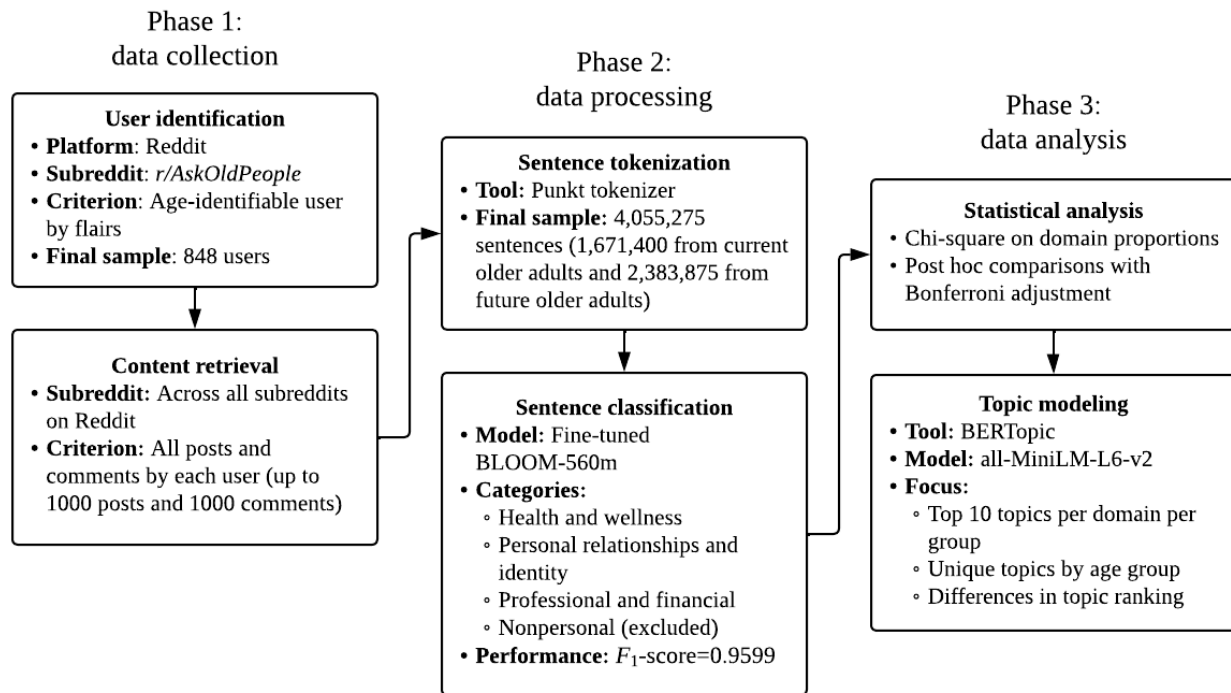 Phase 1:
data collection
User identification
• Platform: Reddit
• Subreddit: r/AskOldPeople
• Criterion: Age-identifiable user
by flairs
• Final sample: 848 users
Content retrieval
• Subreddit: Across all subreddits
on Reddit
• Criterion: All posts and
comments by each user (up to
1000 posts and 1000 comments)
Phase 2:
data processing
Sentence tokenization
• Tool: Punkt tokenizer
• Final sample: 4,055,275
sentences (1,671,400 from current
older adults and 2,383,875 from
future older adults)
Sentence classification
• Model: Fine-tuned
BLOOM-560m
• Categories:
◦ Health and wellness
◦ Personal relationships and
identity
◦ Professional and financial
◦ Nonpersonal (excluded)
• Performance: F₁-score=0.9599
Phase 3:
data analysis
Statistical analysis
• Chi-square on domain proportions
• Post hoc comparisons with
Bonferroni adjustment
Topic modeling
• Tool: BERTopic
• Model: all-MiniLM-L6-v2
• Focus:
◦ Top 10 topics per domain per
group
◦ Unique topics by age group
◦ Differences in topic ranking